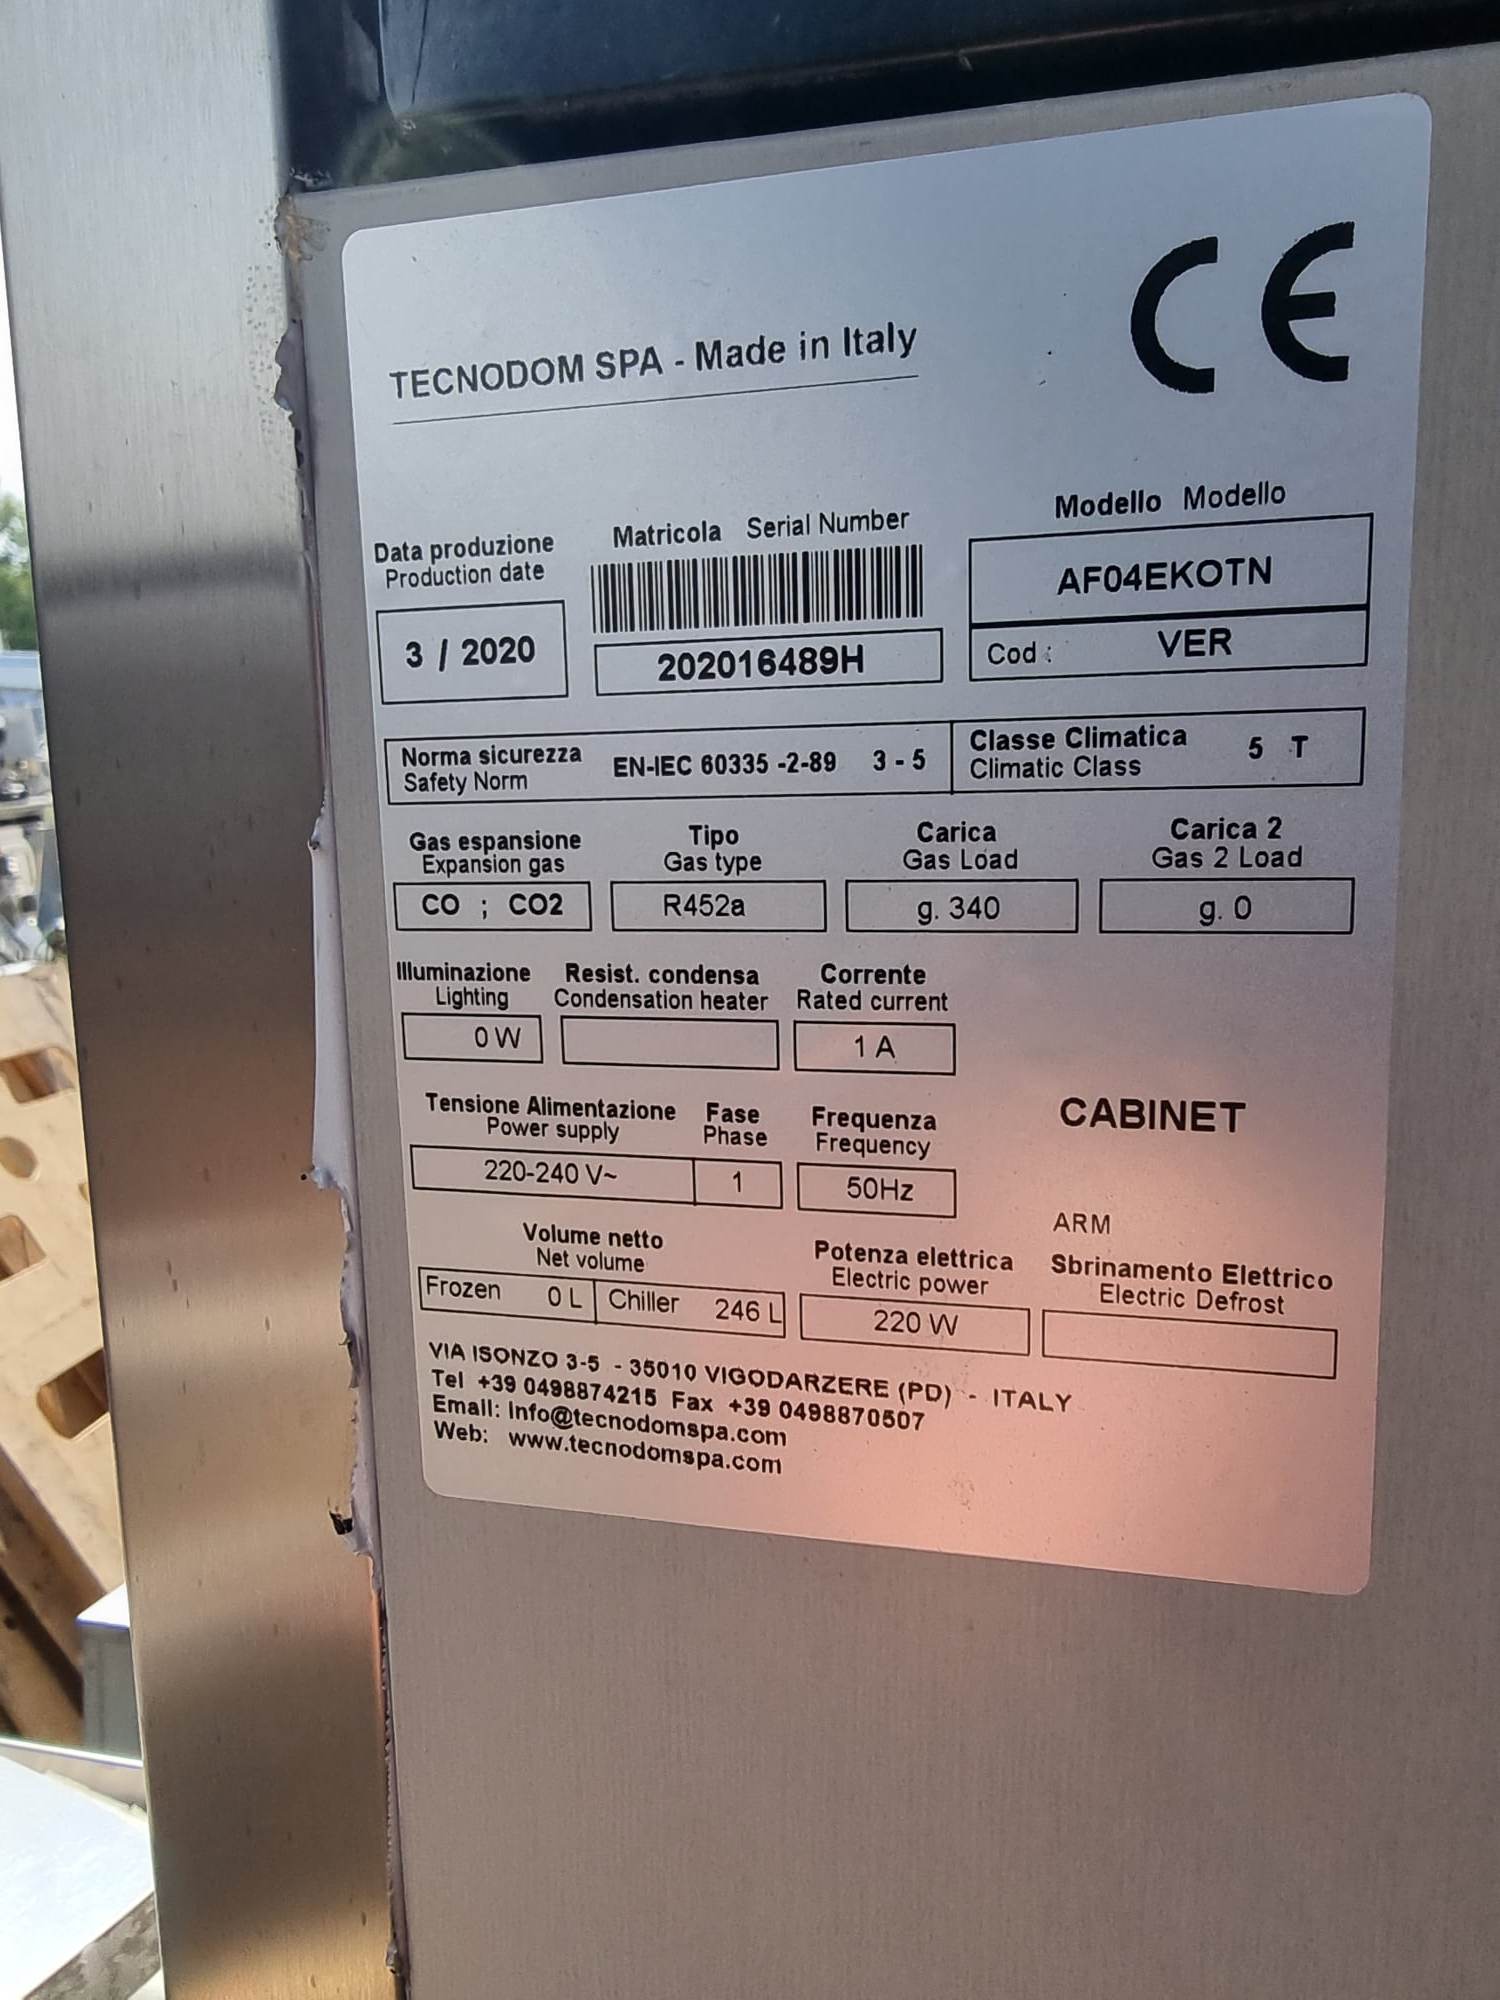 CE
TECNODOM SPA - Made in Italy
Data produzione
Production date
3 / 2020
Matricola Serial Number
202016489H
Modello Modello
AF04EKOTN
Cod : VER
Norma sicurezza
Safety Norm
EN-IEC 60335 -2-89 3 - 5
Classe Climatica
Climatic Class
5 T
Gas espansione
Expansion gas
CO ; CO2
Tipo
Gas type
R452a
Carica
Gas Load
g. 340
Carica 2
Gas 2 Load
g. 0
Illuminazione
Lighting
0 W
Resist. condensa
Condensation heater
Corrente
Rated current
1 A
Tensione Alimentazione
Power supply
220-240 V~
Fase
Phase
1
Frequenza
Frequency
50Hz
CABINET
Volume netto
Net volume
Frozen 0 L
Chiller 246 L
Potenza elettrica
Electric power
220 W
ARM
Sbrinamento Elettrico
Electric Defrost
VIA ISONZO 3-5 - 35010 VIGODARZERE (PD) - ITALY
Tel +39 0498874215 Fax +39 0498870507
Email: Info@tecnodomspa.com
Web: www.tecnodomspa.com